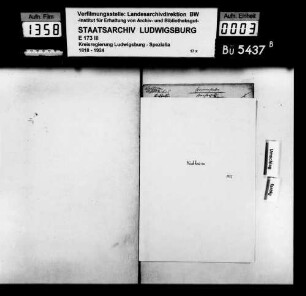 Aufn. Film
1358
Verfilmungsstelle: Landesarchivdirektion BW
-Institut für Erhaltung von Archiv- und Bibliotheksgut-
STAATSARCHIV LUDWIGSBURG
E 173 III
Kreisregierung Ludwigsburg - Spezialia
1818 - 1924
Aufn. Einheit
0003
Bü 5437
Umschlag